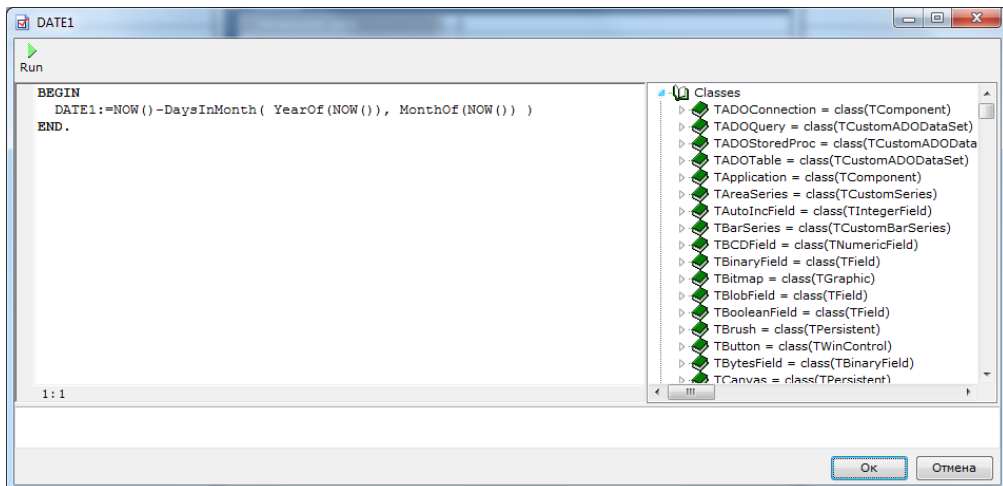 DATE1
Run
BEGIN
DATE1:=NOW()-DaysInMonth( YearOf(NOW()), MonthOf(NOW()) )
END.
1:1
Classes
TADOConnection = class(TComponent)
TADOQuery = class(TCustomADODataSet)
TADOStoredProc = class(TCustomADOData
TADOTable = class(TCustomADODataSet)
TApplication = class(TComponent)
TAreaSeries = class(TCustomSeries)
TAutoIncField = class(TIntegerField)
TBarSeries = class(TCustomBarSeries)
TBCDField = class(TNumericField)
TBinaryField = class(TField)
TBitmap = class(TGraphic)
TBlobField = class(TField)
TBooleanField = class(TField)
TBrush = class(TPersistent)
TButton = class(TWinControl)
TBytesField = class(TBinaryField)
TCanvas = class(TPersistent)
Ок
Отмена